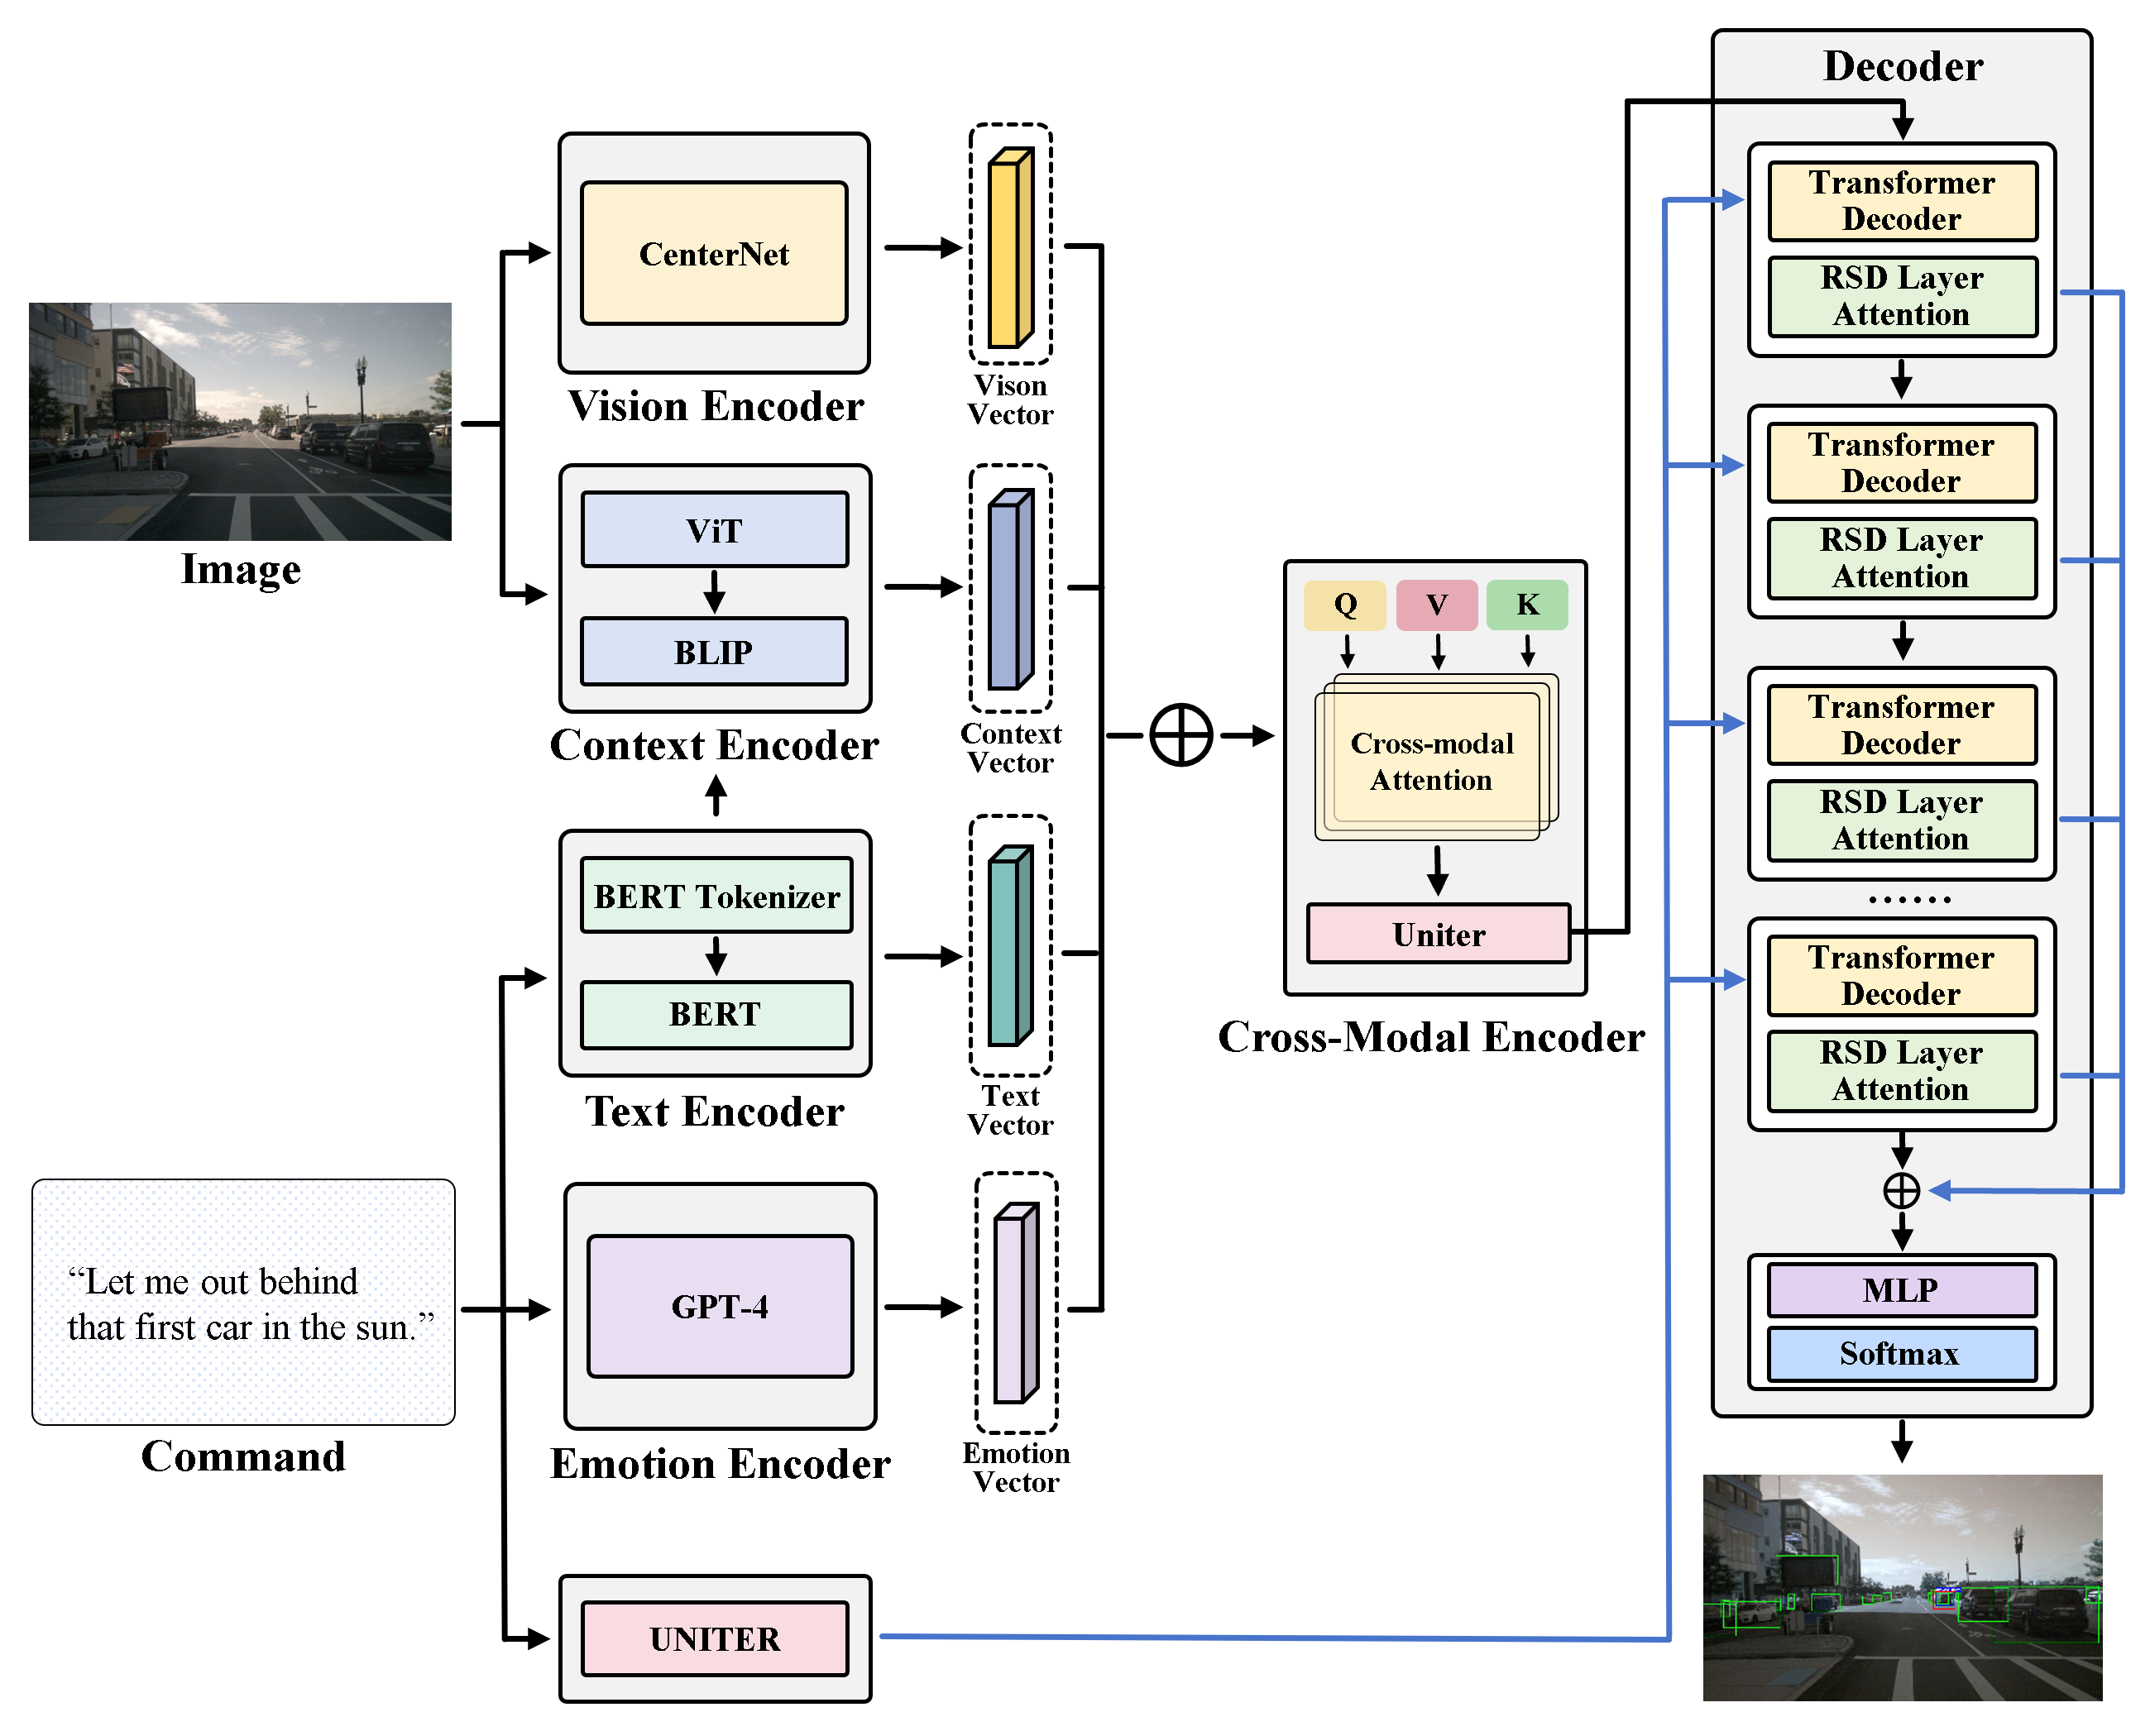 Image
“Let me out behind
that first car in the sun.”
Command
CenterNet
Vision Encoder
ViT
BLIP
Context Encoder
BERT Tokenizer
BERT
Text Encoder
GPT-4
Emotion Encoder
UNITER
Vison
Vector
Context
Vector
Text
Vector
Emotion
Vector
Q V K
Cross-modal
Attention
Uniter
Cross-Modal Encoder
Decoder
Transformer
Decoder
RSD Layer
Attention
Transformer
Decoder
RSD Layer
Attention
Transformer
Decoder
RSD Layer
Attention
······
Transformer
Decoder
RSD Layer
Attention
MLP
Softmax